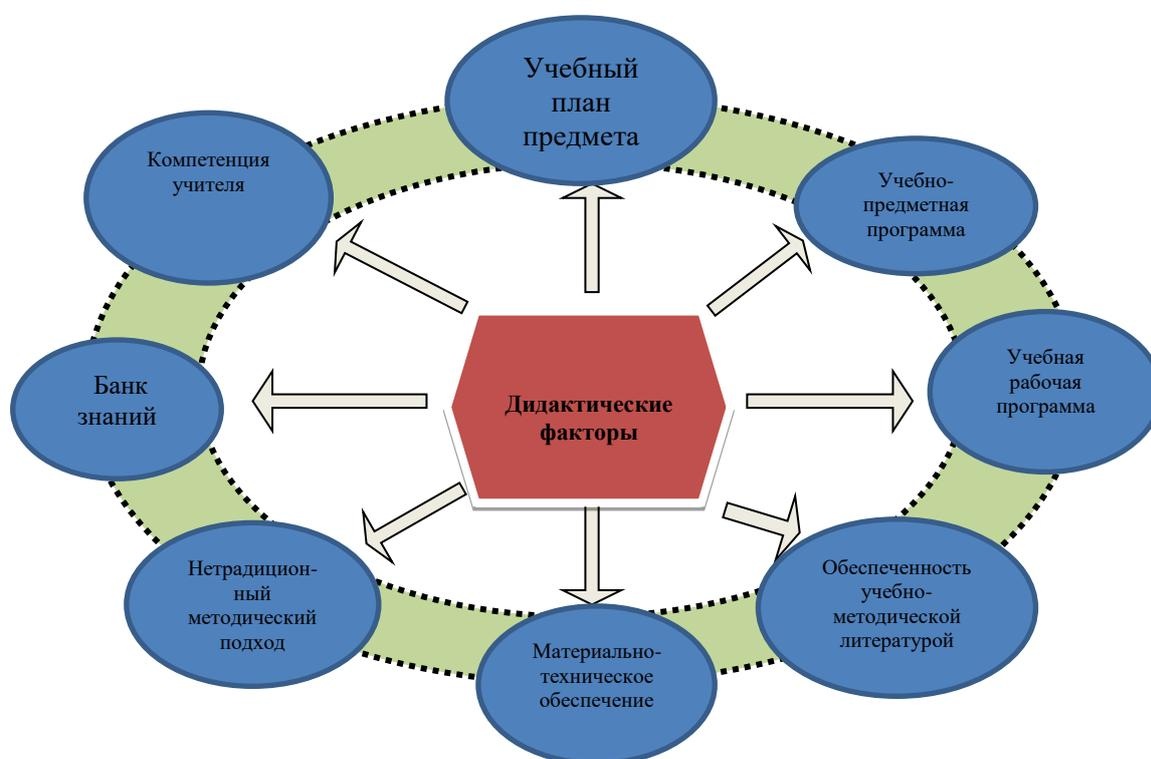 Учебный
план
предмета
Компетенция
учителя
Учебно-
предметная
программа
Учебная
рабочая
программа
Банк
знаний
Дидактические
факторы
Нетрадицион-
ный
методический
подход
Обеспеченность
учебно-
методической
литературой
Материально-
техническое
обеспечение